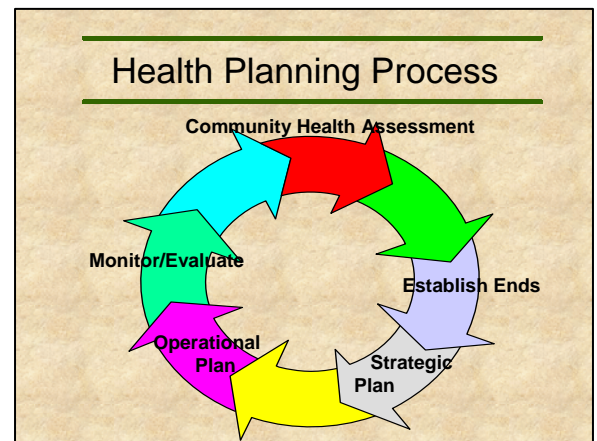 Health Planning Process
Community Health Assessment
Establish Ends
Strategic
Plan
Operational
Plan
Monitor/Evaluate